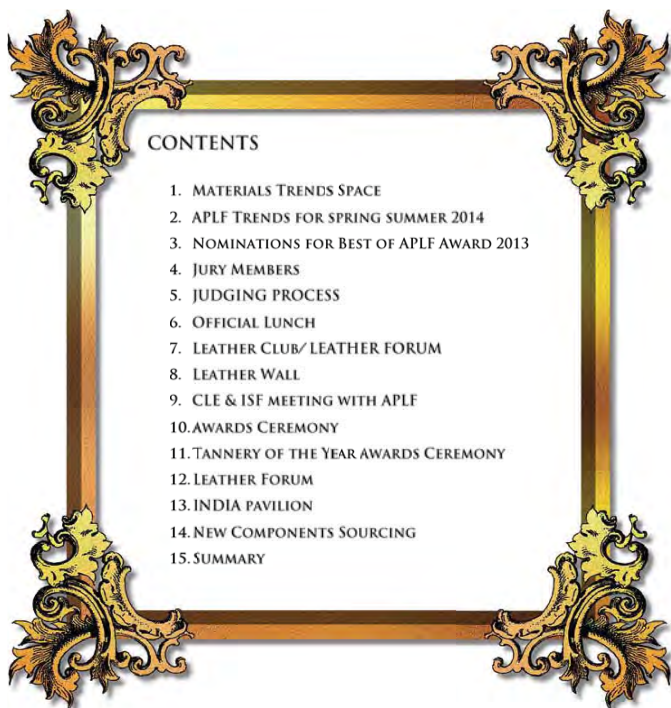 CONTENTS
1. MATERIALS TRENDS SPACE
2. APLF TRENDS FOR SPRING SUMMER 2014
3. NOMINATIONS FOR BEST OF APLF AWARD 2013
4. JURY MEMBERS
5. JUDGING PROCESS
6. OFFICIAL LUNCH
7. LEATHER CLUB/ LEATHER FORUM
8. LEATHER WALL
9. CLE & ISF MEETING WITH APLF
10. AWARDS CEREMONY
11. TANNERY OF THE YEAR AWARDS CEREMONY
12. LEATHER FORUM
13. INDIA PAVILION
14. NEW COMPONENTS SOURCING
15. SUMMARY